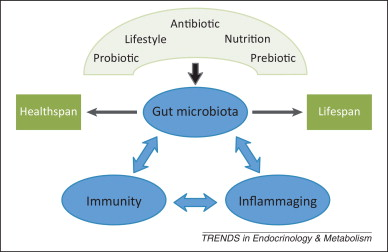 Antibiotic
Lifestyle Nutrition
Probiotic Prebiotic
Healthspan Gut microbiota Lifespan
Immunity Inflammaging
TRENDS in Endocrinology & Metabolism